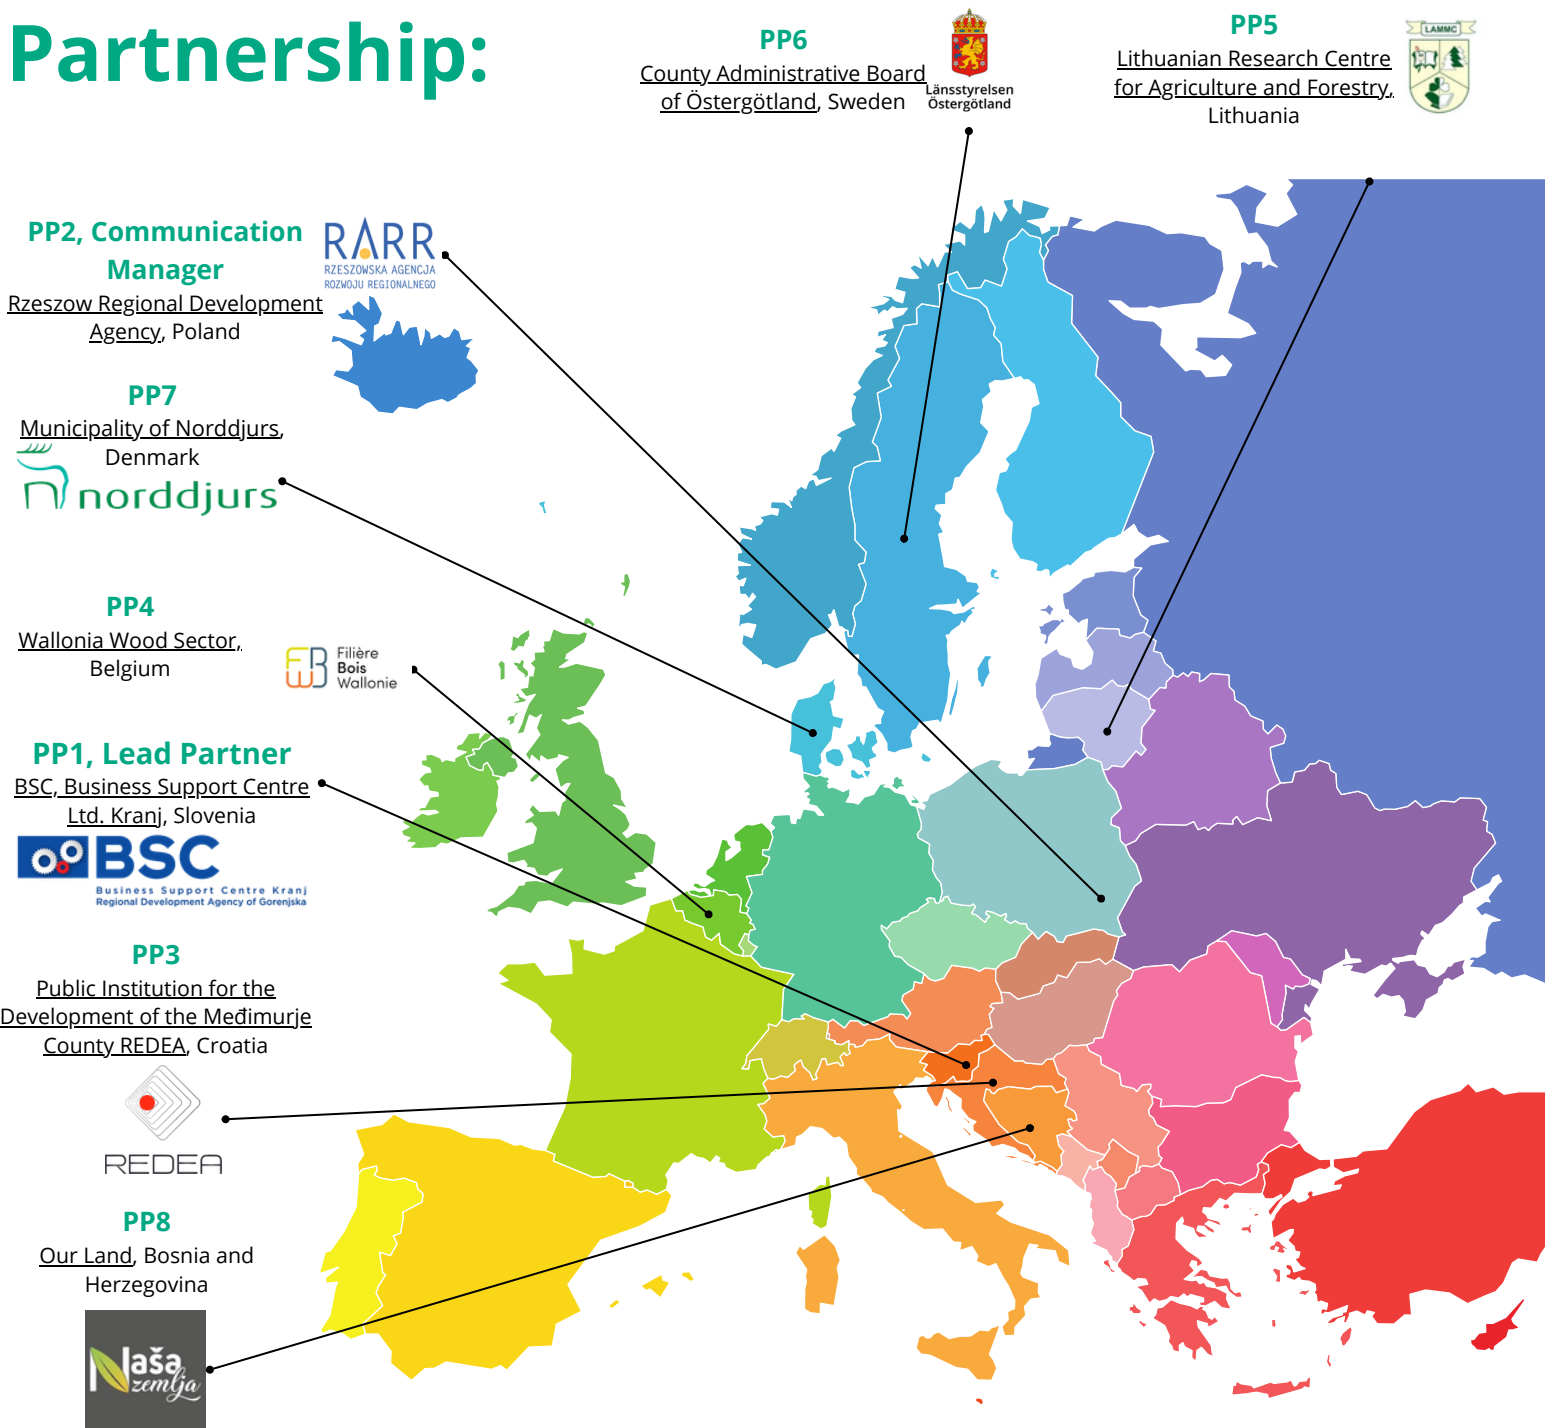 Partnership:
PP6
County Administrative Board
of Östergötland, Sweden
Länsstyrelsen
Östergötland
PP5
Lithuanian Research Centre
for Agriculture and Forestry,
Lithuania
LAMMC
PP2, Communication
Manager
Rzeszow Regional Development
Agency, Poland
RARR
RZESZOWSKA AGENCJA
ROZWOJU REGIONALNEGO
PP7
Municipality of Norddjurs,
Denmark
norddjurs
PP4
Wallonia Wood Sector,
Belgium
Filière
Bois
Wallonie
PP1, Lead Partner
BSC, Business Support Centre
Ltd. Kranj, Slovenia
BSC
Business Support Centre Kranj
Regional Development Agency of Gorenjska
PP3
Public Institution for the
Development of the Međimurje
County REDEA, Croatia
REDEA
PP8
Our Land, Bosnia and
Herzegovina
Naša
zemlja